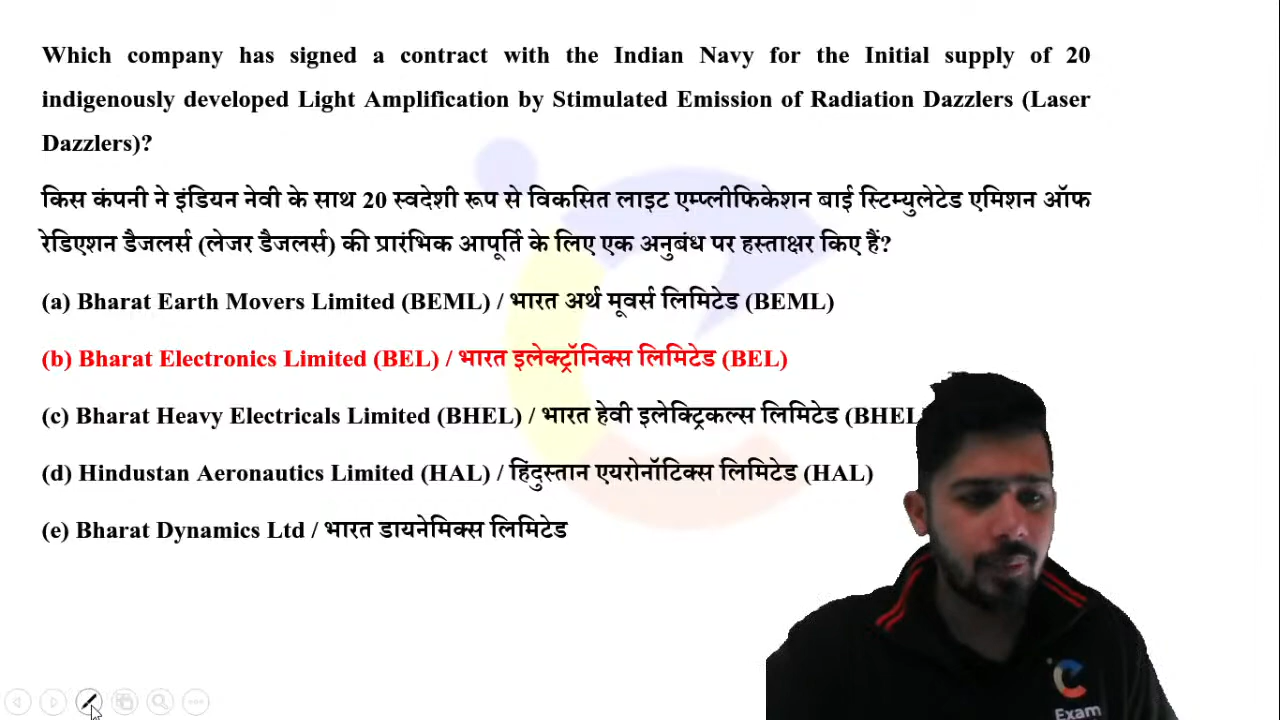 Which company has signed a contract with the Indian Navy for the Initial supply of 20
indigenously developed Light Amplification by Stimulated Emission of Radiation Dazzlers (Laser
Dazzlers)?
किस कंपनी ने इंडियन नेवी के साथ 20 स्वदेशी रूप से विकसित लाइट एम्प्लीफिकेशन बाई स्टिम्युलेटेड एमिशन ऑफ
रेडिएशन डैजलर्स (लेजर डैजलर्स) की प्रारंभिक आपूर्ति के लिए एक अनुबंध पर हस्ताक्षर किए हैं?
(a) Bharat Earth Movers Limited (BEML) / भारत अर्थ मूवर्स लिमिटेड (BEML)
(b) Bharat Electronics Limited (BEL) / भारत इलेक्ट्रॉनिक्स लिमिटेड (BEL)
(c) Bharat Heavy Electricals Limited (BHEL) / भारत हेवी इलेक्ट्रिकल्स लिमिटेड (BHEL
(d) Hindustan Aeronautics Limited (HAL) / हिंदुस्तान एयरोनॉटिक्स लिमिटेड (HAL)
(e) Bharat Dynamics Ltd / भारत डायनेमिक्स लिमिटेड
Exam